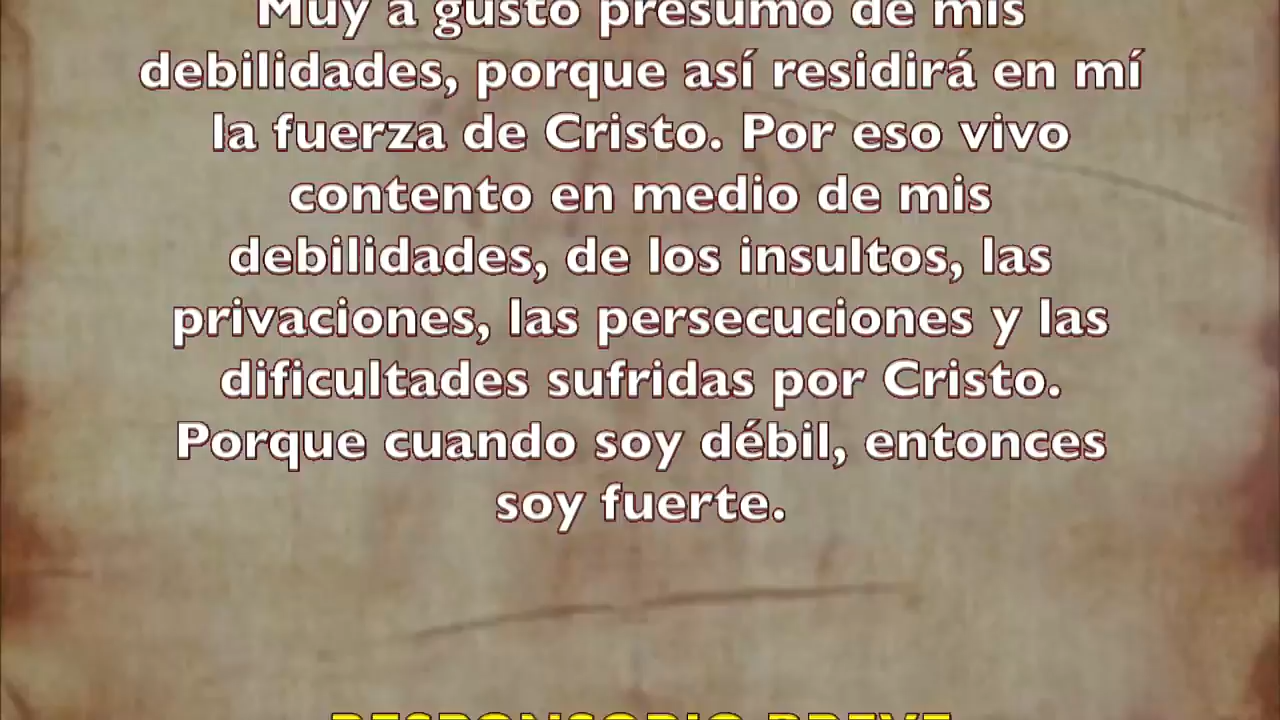 Muy a gusto presumo de mis
debilidades, porque así residirá en mí
la fuerza de Cristo. Por eso vivo
contento en medio de mis
debilidades, de los insultos, las
privaciones, las persecuciones y las
dificultades sufridas por Cristo.
Porque cuando soy débil, entonces
soy fuerte.
RESPONSORIO BREVE